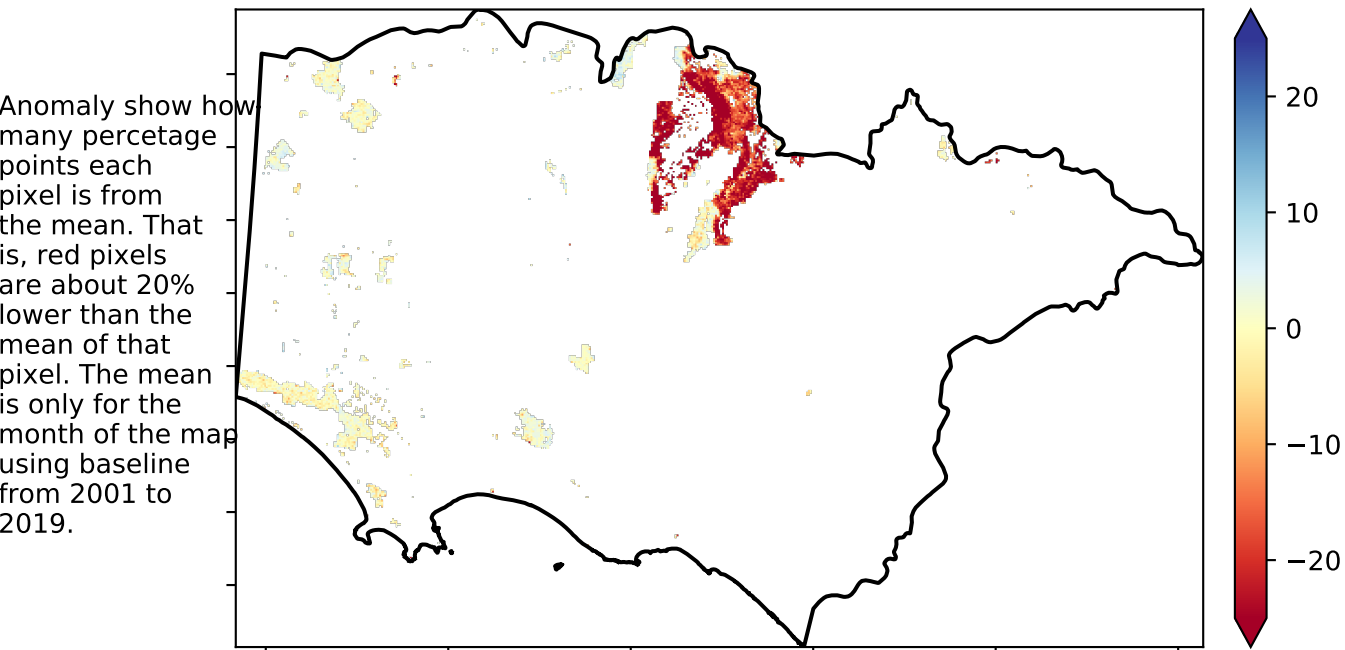 Anomaly show how
many percetage
points each
pixel is from
the mean. That
is, red pixels
are about 20%
lower than the
mean of that
pixel. The mean
is only for the
month of the map
using baseline
from 2001 to
2019.
20
10
0
−10
−20